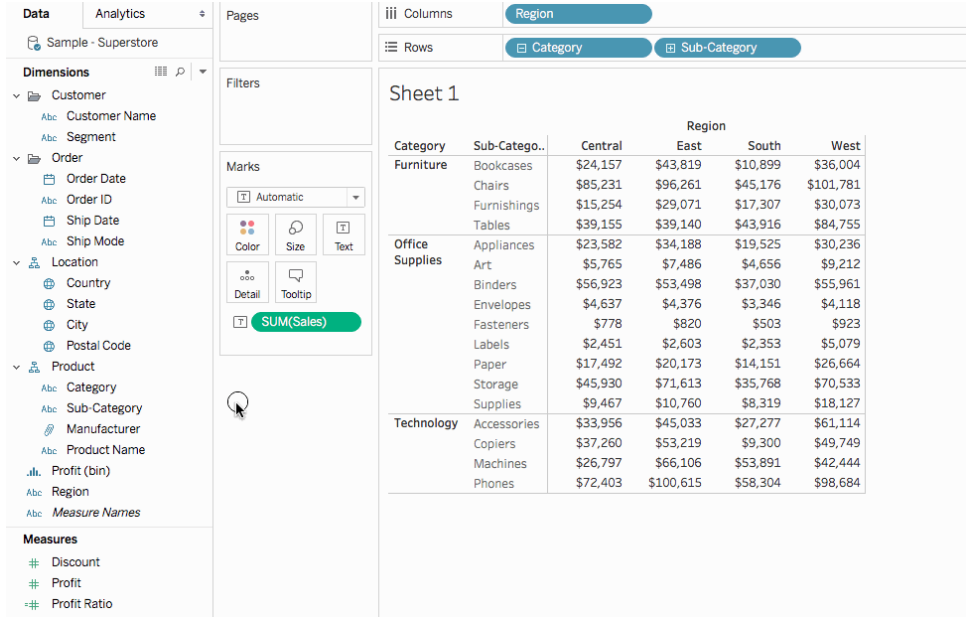 Data Analytics
Sample - Superstore
Dimensions
Customer
Abc Customer Name
Abc Segment
Order
Order Date
Abc Order ID
Ship Date
Abc Ship Mode
Location
Country
State
City
Postal Code
Product
Abc Category
Abc Sub-Category
Manufacturer
Abc Product Name
Profit (bin)
Abc Region
Abc Measure Names
Measures
# Discount
# Profit
=# Profit Ratio
Pages
Filters
Marks
T Automatic
Color Size T Text
Detail Tooltip
T SUM(Sales)
Columns Region
Rows Category Sub-Category
Sheet 1
Region
Category Sub-Catego.. Central East South West
Furniture Bookcases $24,157 $43,819 $10,899 $36,004
Chairs $85,231 $96,261 $45,176 $101,781
Furnishings $15,254 $29,071 $17,307 $30,073
Tables $39,155 $39,140 $43,916 $84,755
Office Supplies Appliances $23,582 $34,188 $19,525 $30,236
Art $5,765 $7,486 $4,656 $9,212
Binders $56,923 $53,498 $37,030 $55,961
Envelopes $4,637 $4,376 $3,346 $4,118
Fasteners $778 $820 $503 $923
Labels $2,451 $2,603 $2,353 $5,079
Paper $17,492 $20,173 $14,151 $26,664
Storage $45,930 $71,613 $35,768 $70,533
Supplies $9,467 $10,760 $8,319 $18,127
Technology Accessories $33,956 $45,033 $27,277 $61,114
Copiers $37,260 $53,219 $9,300 $49,749
Machines $26,797 $66,106 $53,891 $42,444
Phones $72,403 $100,615 $58,304 $98,684